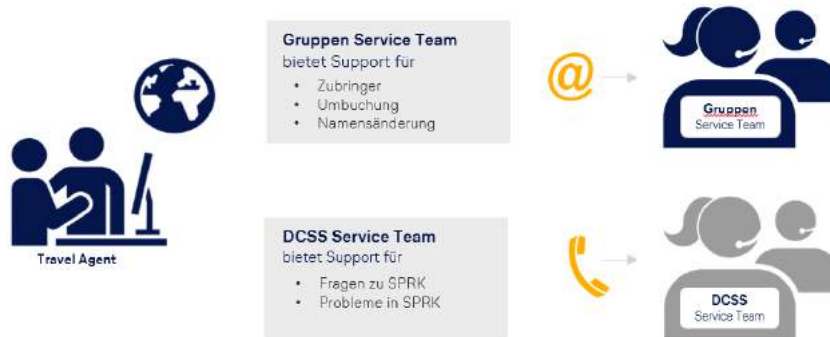 Gruppen Service Team
bietet Support für
• Zubringer
• Umbuchung
• Namensänderung
@
Gruppen
Service Team
Travel Agent
DCSS Service Team
bietet Support für
• Fragen zu SPRK
• Probleme in SPRK
DCSS
Service Team